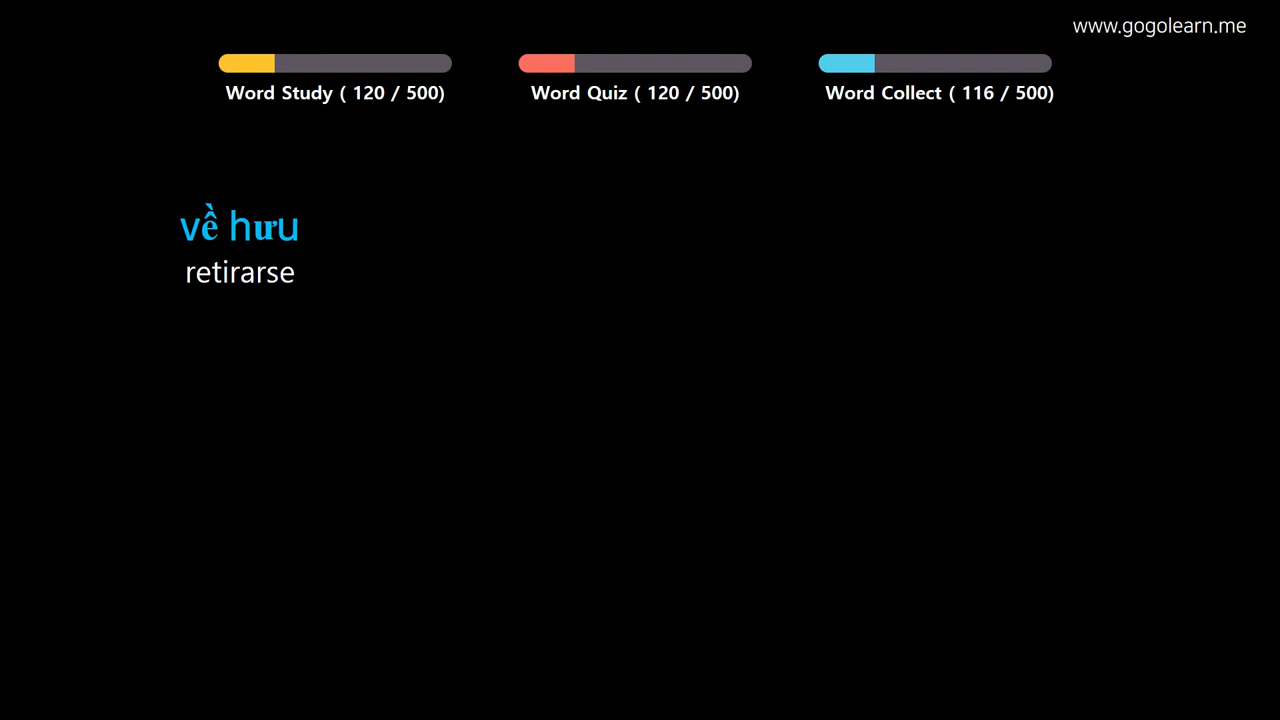 www.gogolearn.me
Word Study ( 120 / 500)
Word Quiz ( 120 / 500)
Word Collect ( 116 / 500)
về hưu
retirarse